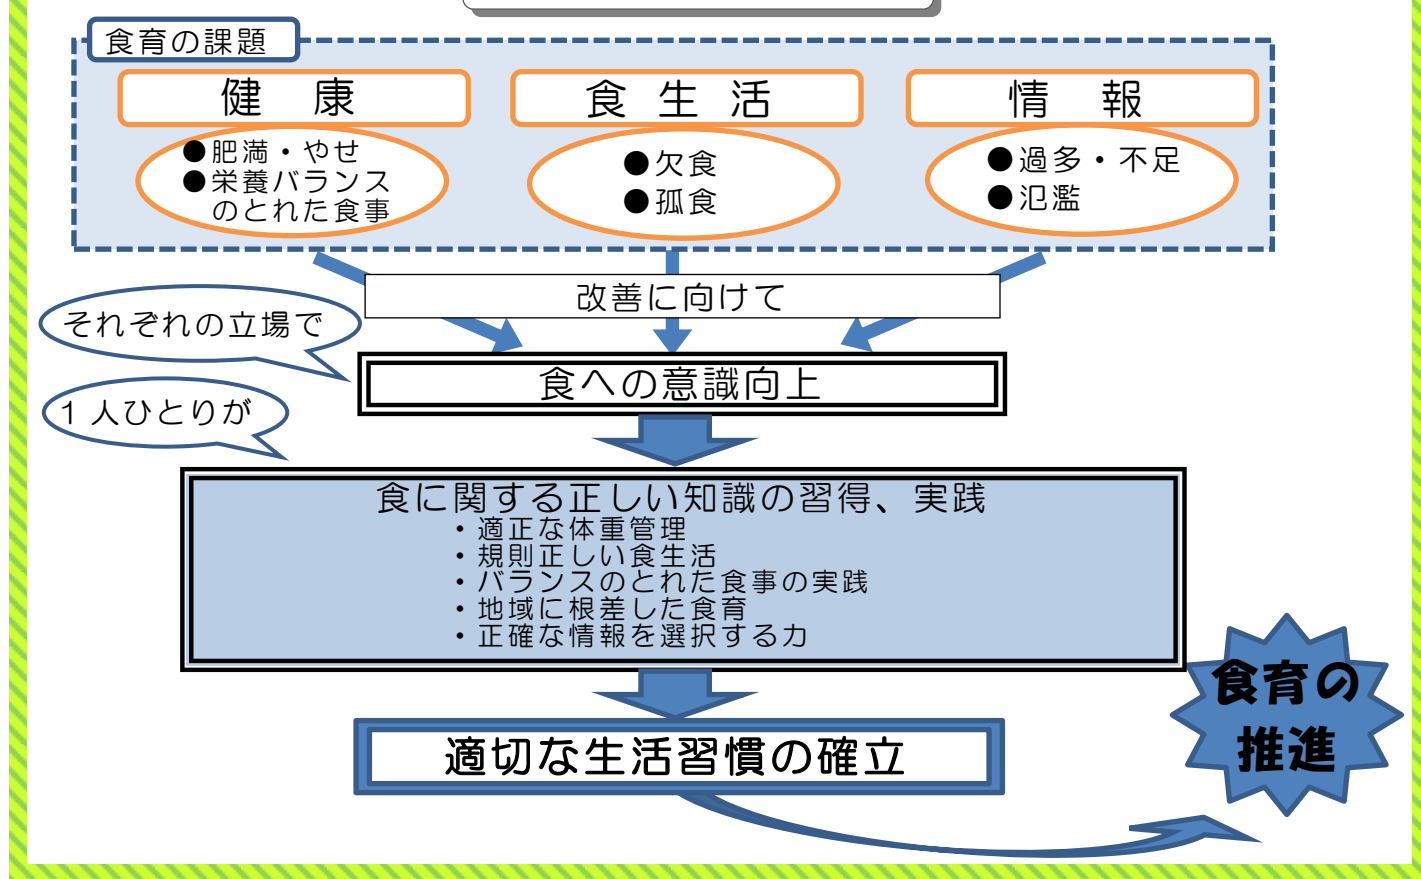 食育の課題
健　康
●肥満・やせ
●栄養バランス
のとれた食事
食 生 活
●欠食
●孤食
情　報
●過多・不足
●氾濫
改善に向けて
それぞれの立場で
食への意識向上
1人ひとりが
食に関する正しい知識の習得、実践
・適正な体重管理
・規則正しい食生活
・バランスのとれた食事の実践
・地域に根差した食育
・正確な情報を選択する力
適切な生活習慣の確立
食育の
推進